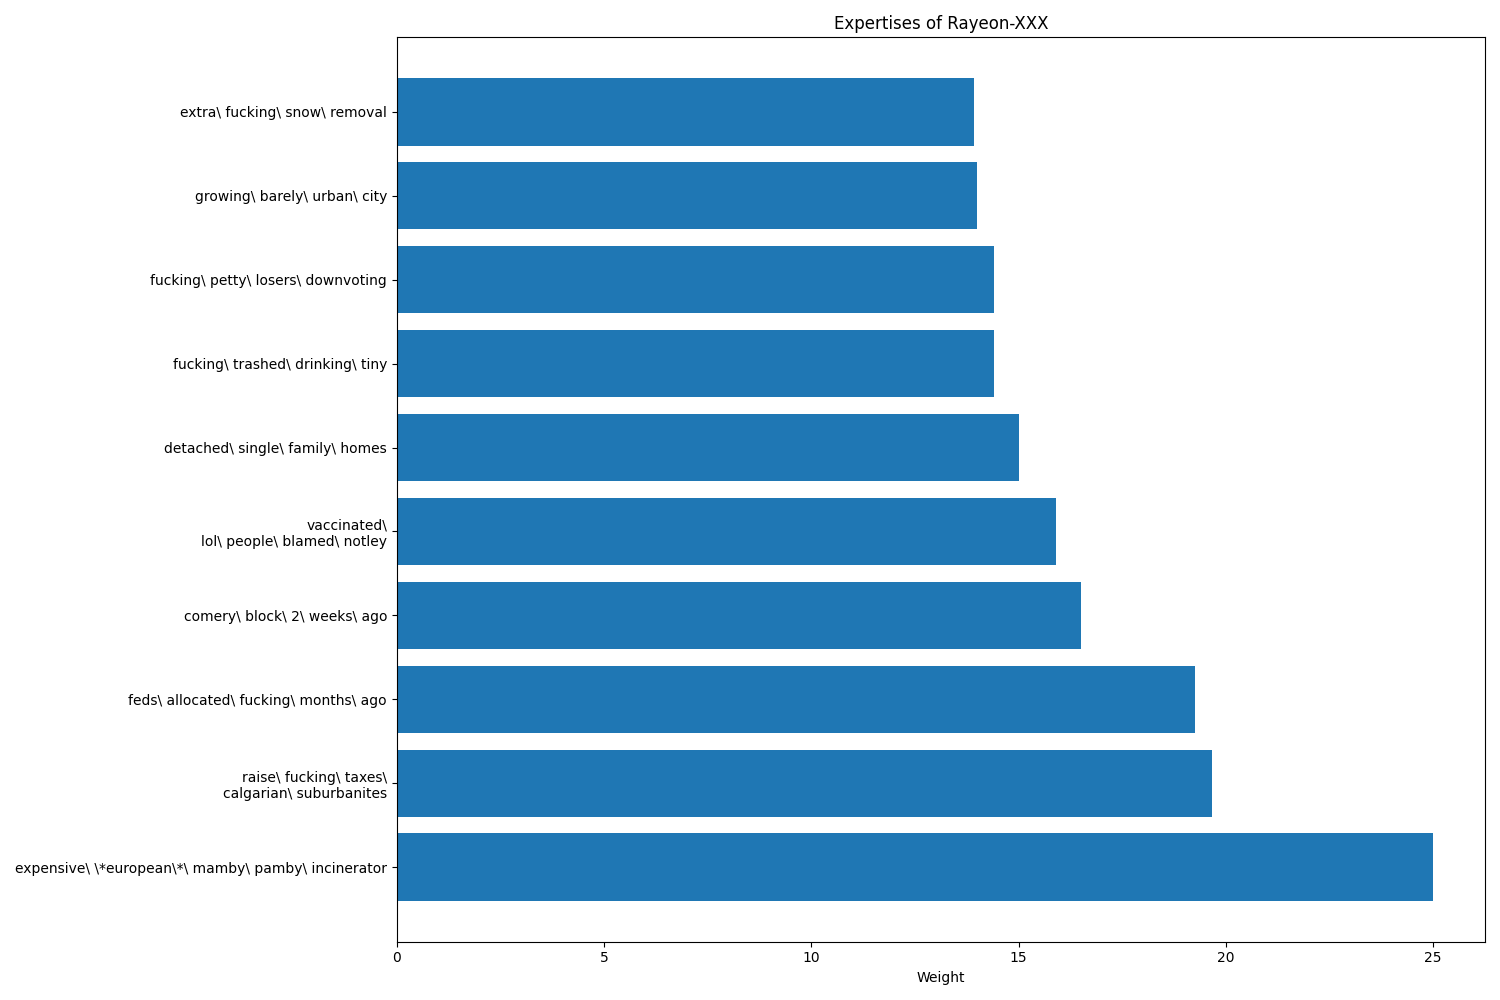 Expertises of Rayeon-XXX
extra\ fucking\ snow\ removal
growing\ barely\ urban\ city
fucking\ petty\ losers\ downvoting
fucking\ trashed\ drinking\ tiny
detached\ single\ family\ homes
vaccinated\
lol\ people\ blamed\ notley
comery\ block\ 2\ weeks\ ago
feds\ allocated\ fucking\ months\ ago
raise\ fucking\ taxes\
calgarian\ suburbanites
expensive\ \*european\*\ mamby\ pamby\ incinerator
0 5 10 15 20 25
Weight